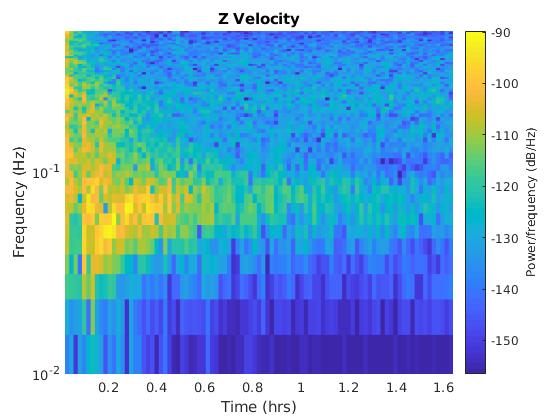 Z Velocity
Frequency (Hz)
10-1
10-2
0.2 0.4 0.6 0.8 1 1.2 1.4 1.6
Time (hrs)
-90
-100
-110
-120
-130
-140
-150
Power/frequency (dB/Hz)